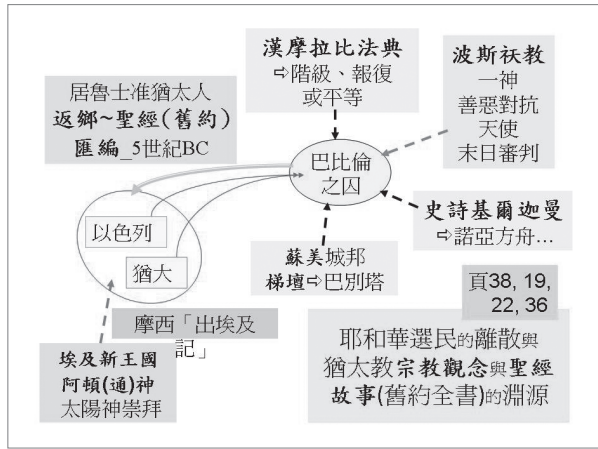 漢摩拉比法典
⇨階級、報復
或平等
波斯祆教
一神
善惡對抗
天使
末日審判
居魯士准猶太人
返鄉~聖經(舊約)
匯編_5世紀BC
巴比倫
之囚
以色列
猶大
史詩基爾迦曼
⇨諾亞方舟...
蘇美城邦
梯壇⇨巴別塔
摩西「出埃及
記」
頁38, 19,
22, 36
埃及新王國
阿頓(通)神
太陽神崇拜
耶和華選民的離散與
猶太教宗教觀念與聖經
故事(舊約全書)的淵源